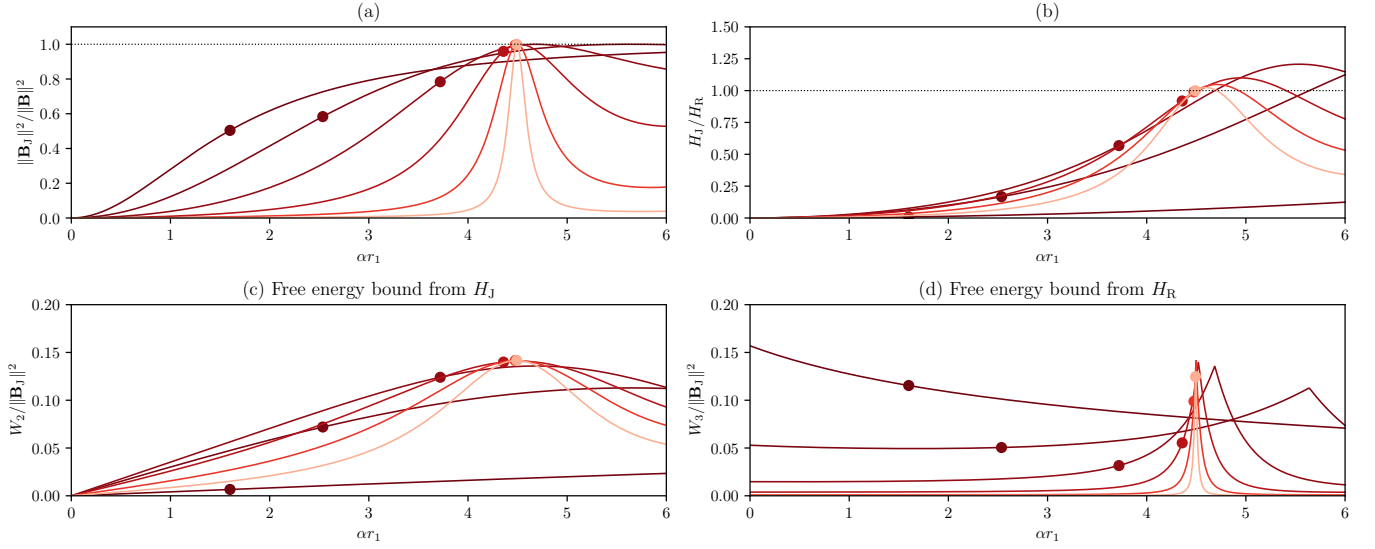 (a)
1.0
0.8
0.6
0.4
0.2
0.0
‖B_J‖²/‖B‖²
0 1 2 3 4 5 6
αr₁
(b)
1.50
1.25
1.00
0.75
0.50
0.25
0.00
H_J/H_R
0 1 2 3 4 5 6
αr₁
(c) Free energy bound from H_J
0.20
0.15
0.10
0.05
0.00
W₂/‖B_J‖²
0 1 2 3 4 5 6
αr₁
(d) Free energy bound from H_R
0.20
0.15
0.10
0.05
0.00
W₃/‖B_J‖²
0 1 2 3 4 5 6
αr₁